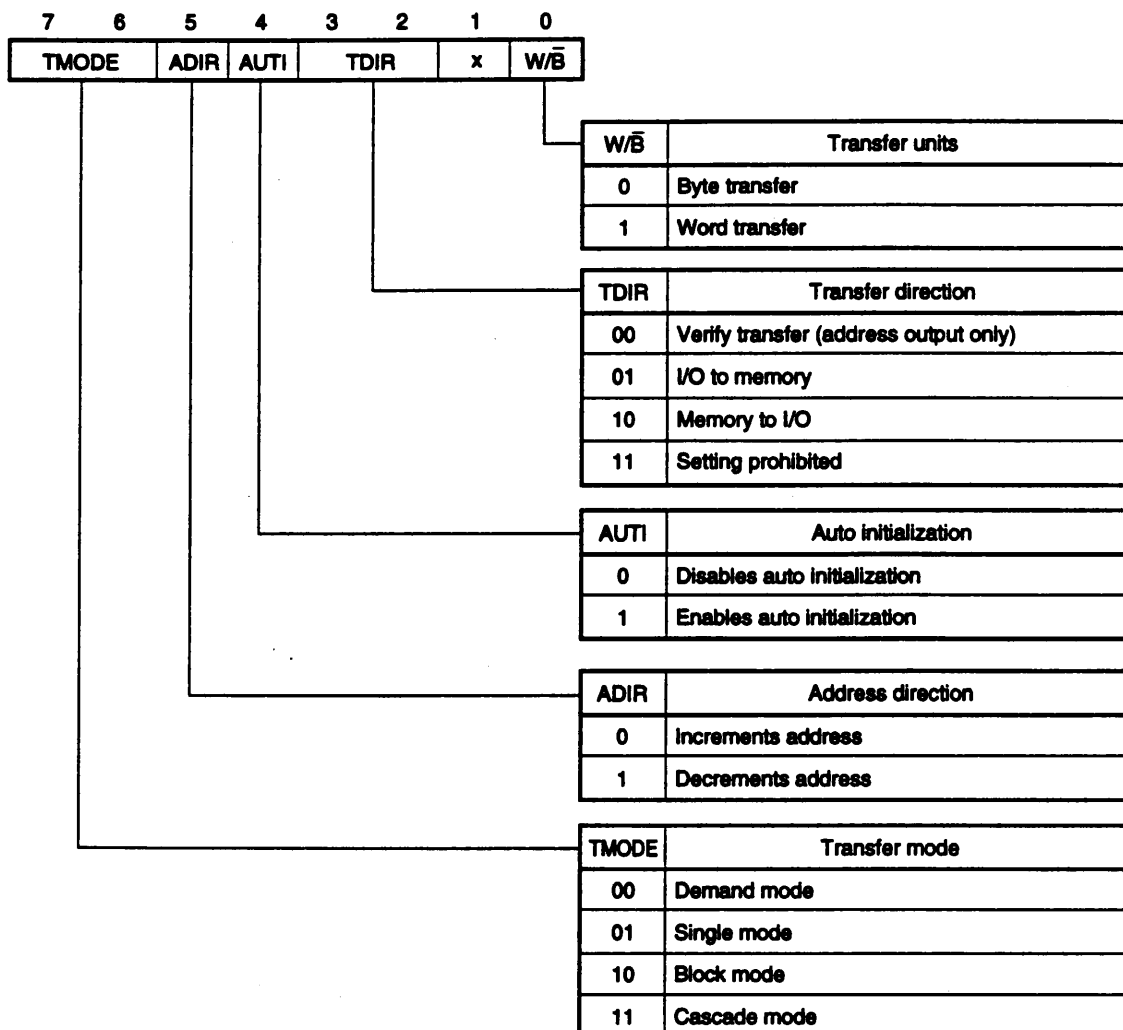 7 6 5 4 3 2 1 0
TMODE ADIR AUTI TDIR x W/B̅
W/B̅ Transfer units
0 Byte transfer
1 Word transfer
TDIR Transfer direction
00 Verify transfer (address output only)
01 I/O to memory
10 Memory to I/O
11 Setting prohibited
AUTI Auto initialization
0 Disables auto initialization
1 Enables auto initialization
ADIR Address direction
0 Increments address
1 Decrements address
TMODE Transfer mode
00 Demand mode
01 Single mode
10 Block mode
11 Cascade mode